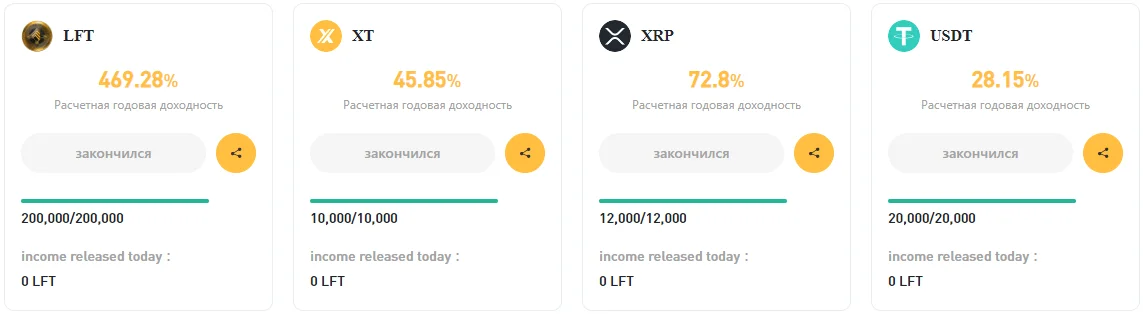 LFT
469.28%
Расчетная годовая доходность
закончился
200,000/200,000
income released today :
0 LFT
XT
45.85%
Расчетная годовая доходность
закончился
10,000/10,000
income released today :
0 LFT
XRP
72.8%
Расчетная годовая доходность
закончился
12,000/12,000
income released today :
0 LFT
USDT
28.15%
Расчетная годовая доходность
закончился
20,000/20,000
income released today :
0 LFT